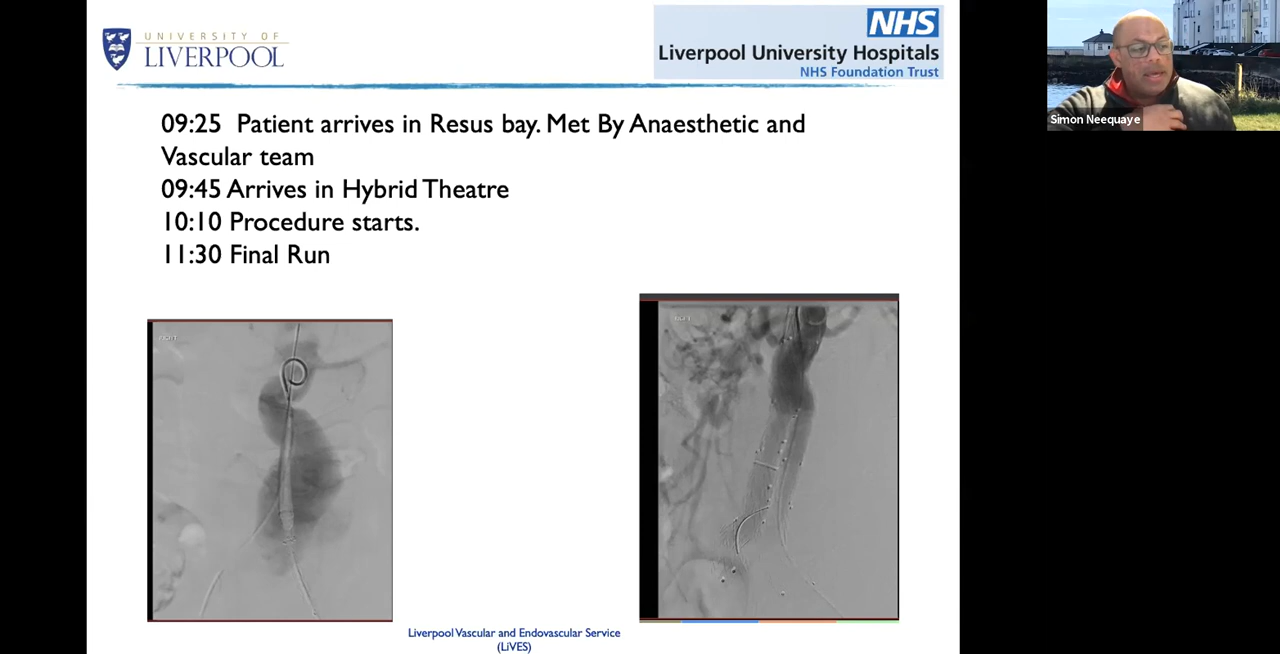 UNIVERSITY OF
LIVERPOOL
NHS
Liverpool University Hospitals
NHS Foundation Trust
Simon Neequaye
09:25 Patient arrives in Resus bay. Met By Anaesthetic and
Vascular team
09:45 Arrives in Hybrid Theatre
10:10 Procedure starts.
11:30 Final Run
Liverpool Vascular and Endovascular Service
(LiVES)